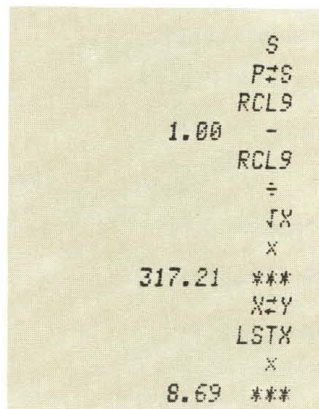 S
P⇄S
RCL9
1.00 -
RCL9
÷
√X
×
317.21 ***
X⇄Y
LSTX
×
8.69 ***